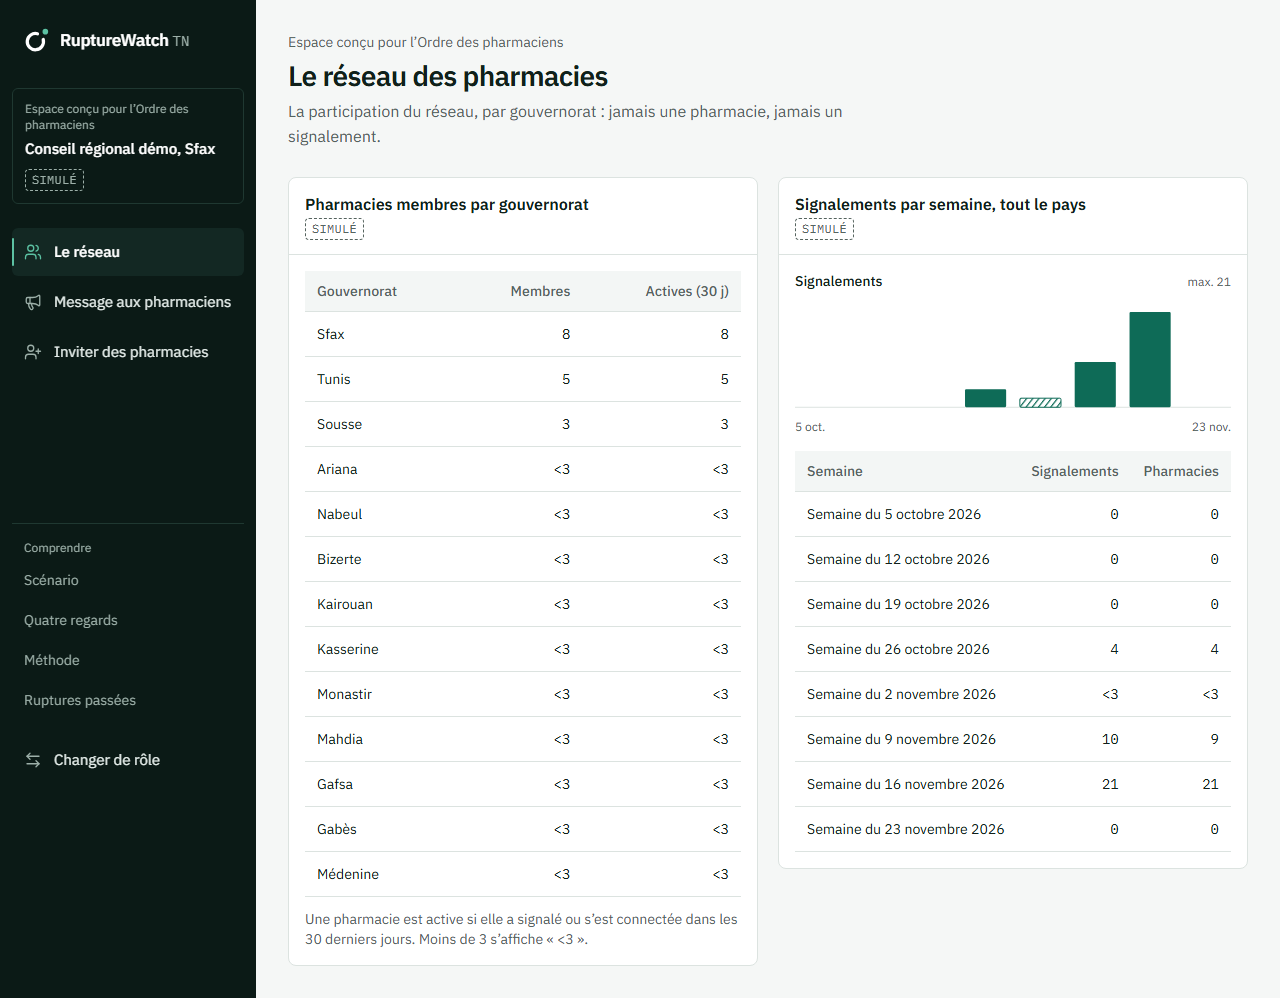 RuptureWatch TN
Espace conçu pour l’Ordre des
pharmaciens
Conseil régional démo, Sfax
SIMULÉ
Le réseau
Message aux pharmaciens
Inviter des pharmacies
Comprendre
Scénario
Quatre regards
Méthode
Ruptures passées
Changer de rôle
Espace conçu pour l’Ordre des pharmaciens
Le réseau des pharmacies
La participation du réseau, par gouvernorat : jamais une pharmacie, jamais un
signalement.
Pharmacies membres par gouvernorat
SIMULÉ
Gouvernorat Membres Actives (30 j)
Sfax 8 8
Tunis 5 5
Sousse 3 3
Ariana <3 <3
Nabeul <3 <3
Bizerte <3 <3
Kairouan <3 <3
Kasserine <3 <3
Monastir <3 <3
Mahdia <3 <3
Gafsa <3 <3
Gabès <3 <3
Médenine <3 <3
Une pharmacie est active si elle a signalé ou s’est connectée dans les
30 derniers jours. Moins de 3 s’affiche « <3 ».
Signalements par semaine, tout le pays
SIMULÉ
Signalements max. 21
5 oct. 23 nov.
Semaine Signalements Pharmacies
Semaine du 5 octobre 2026 0 0
Semaine du 12 octobre 2026 0 0
Semaine du 19 octobre 2026 0 0
Semaine du 26 octobre 2026 4 4
Semaine du 2 novembre 2026 <3 <3
Semaine du 9 novembre 2026 10 9
Semaine du 16 novembre 2026 21 21
Semaine du 23 novembre 2026 0 0